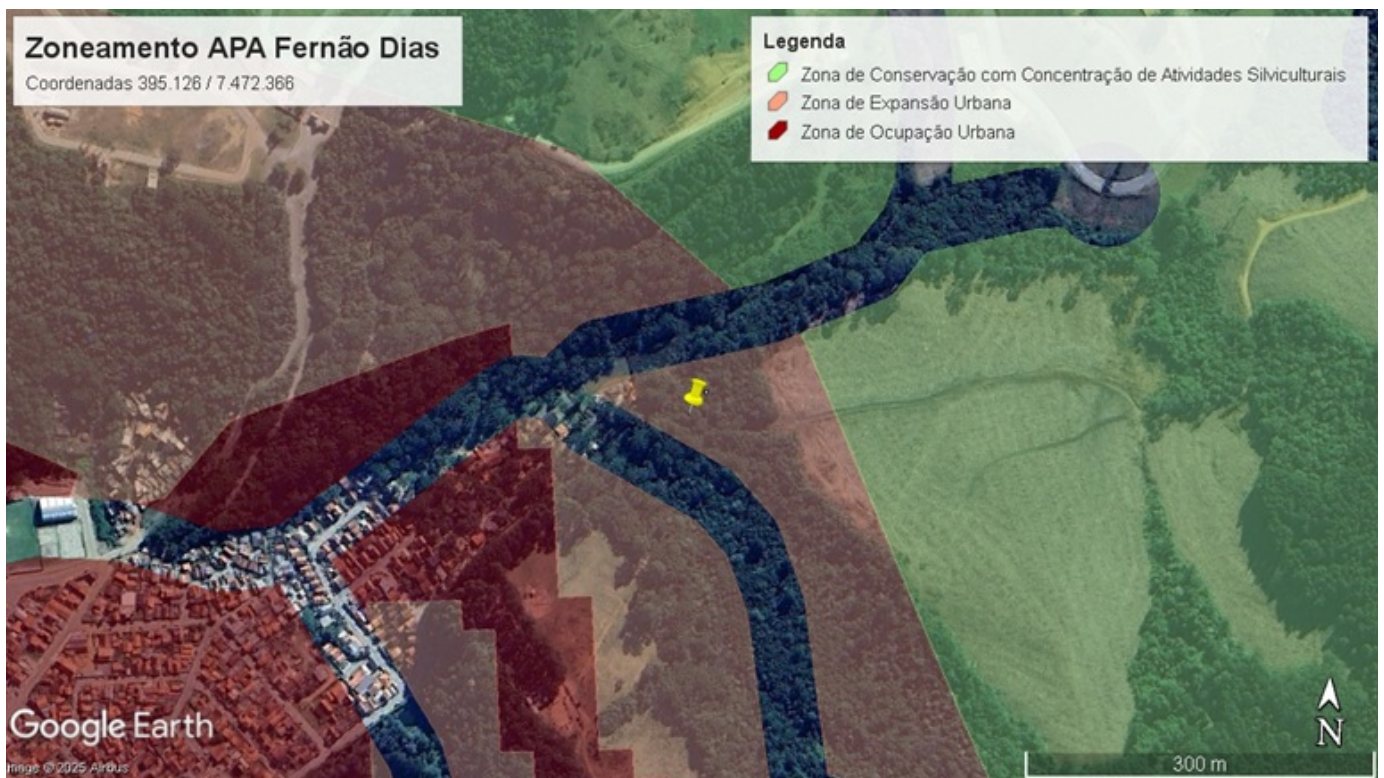 Zoneamento APA Fernão Dias
Coordenadas 395.126 / 7.472.366
Legenda
Zona de Conservação com Concentração de Atividades Silviculturais
Zona de Expansão Urbana
Zona de Ocupação Urbana
N
Google Earth
300 m
Image © 2025 Airbus